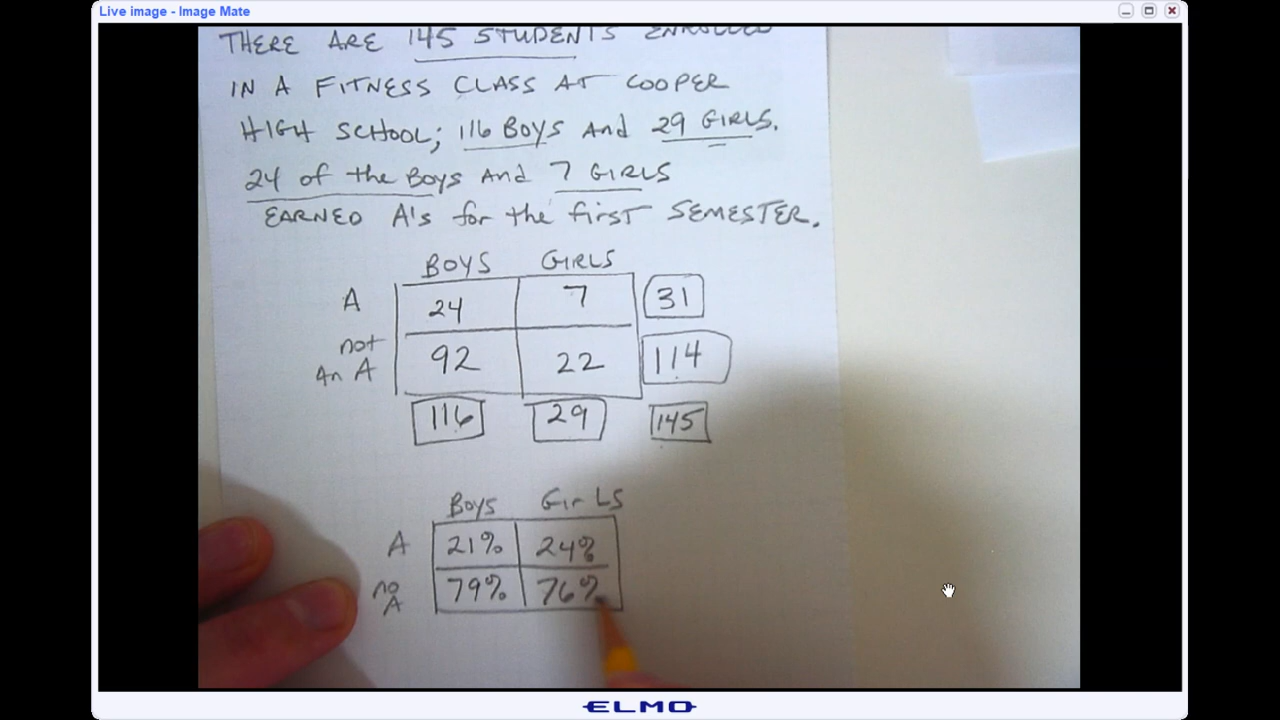 Live image - Image Mate
THERE ARE 145 STUDENTS ENROLLED
IN A FITNESS CLASS AT COOPER
HIGH SCHOOL; 116 BOYS AND 29 GIRLS.
24 of the Boys AND 7 GIRLS
EARNED A's for the first SEMESTER.
BOYS GIRLS
A 24 7 31
not
An A 92 22 114
116 29 145
Boys GirLS
A 21% 24%
no
A 79% 76%
ELMO